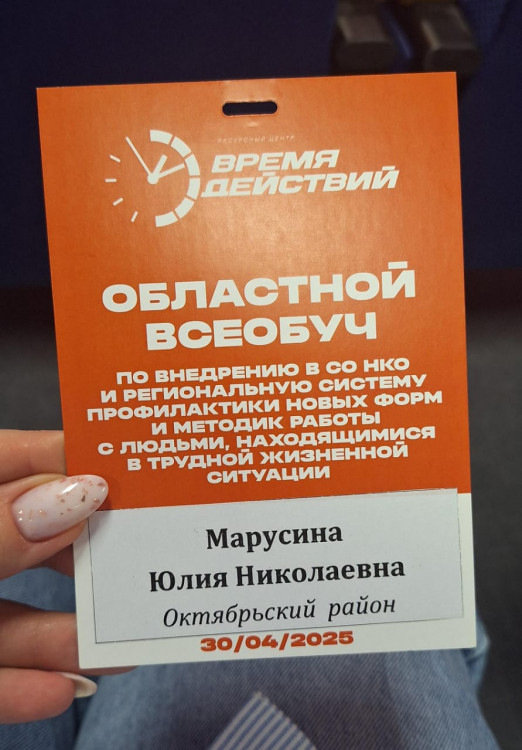 РЕСУРСНЫЙ ЦЕНТР
ВРЕМЯ
ДЕЙСТВИЙ
ОБЛАСТНОЙ
ВСЕОБУЧ
ПО ВНЕДРЕНИЮ В СО НКО
И РЕГИОНАЛЬНУЮ СИСТЕМУ
ПРОФИЛАКТИКИ НОВЫХ ФОРМ
И МЕТОДИК РАБОТЫ
С ЛЮДЬМИ, НАХОДЯЩИМИСЯ
В ТРУДНОЙ ЖИЗНЕННОЙ
СИТУАЦИИ
Марусина
Юлия Николаевна
Октябрьский район
30/04/2025